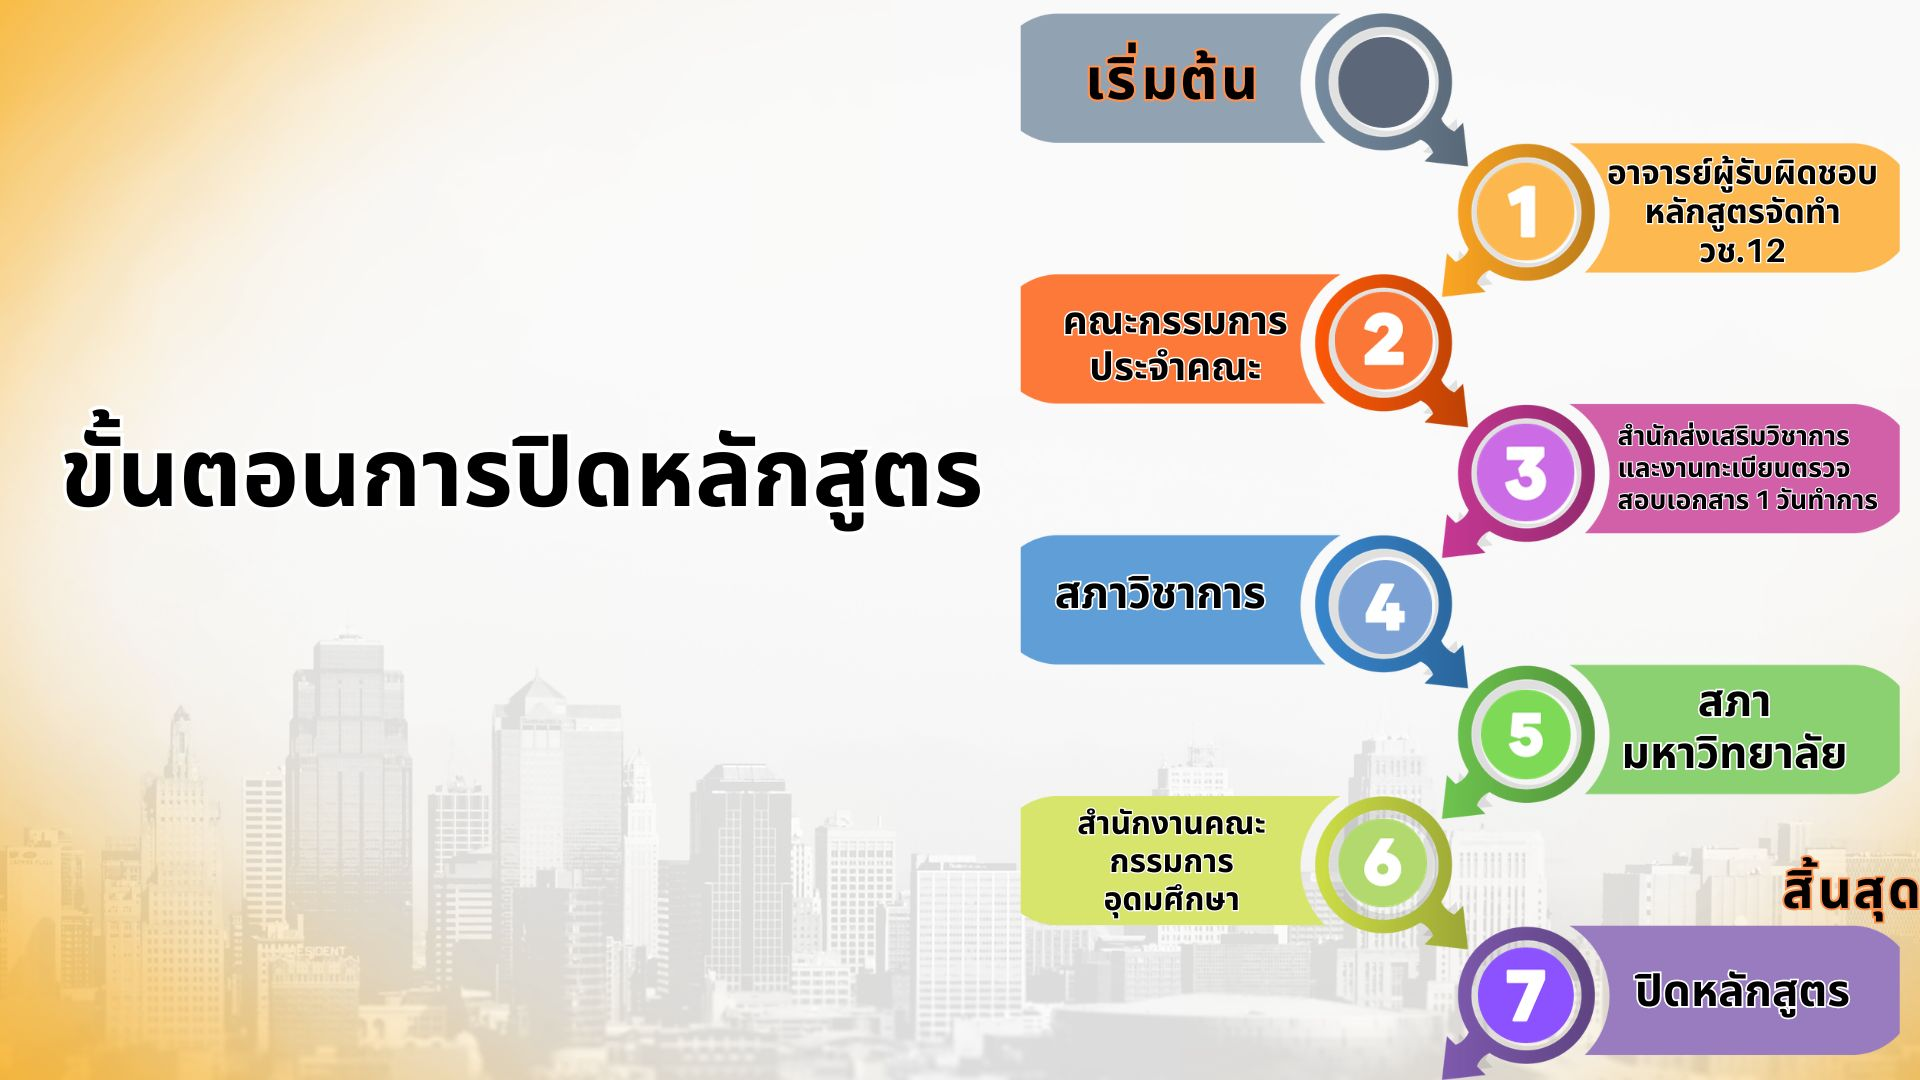 ขั้นตอนการปิดหลักสูตร
เริ่มต้น
1
อาจารย์ผู้รับผิดชอบ
หลักสูตรจัดทำ
วช.12
2
คณะกรรมการ
ประจำคณะ
3
สำนักส่งเสริมวิชาการ
และงานทะเบียนตรวจ
สอบเอกสาร 1 วันทำการ
4
สภาวิชาการ
5
สภา
มหาวิทยาลัย
6
สำนักงานคณะ
กรรมการ
อุดมศึกษา
สิ้นสุด
7
ปิดหลักสูตร
PRESIDENT